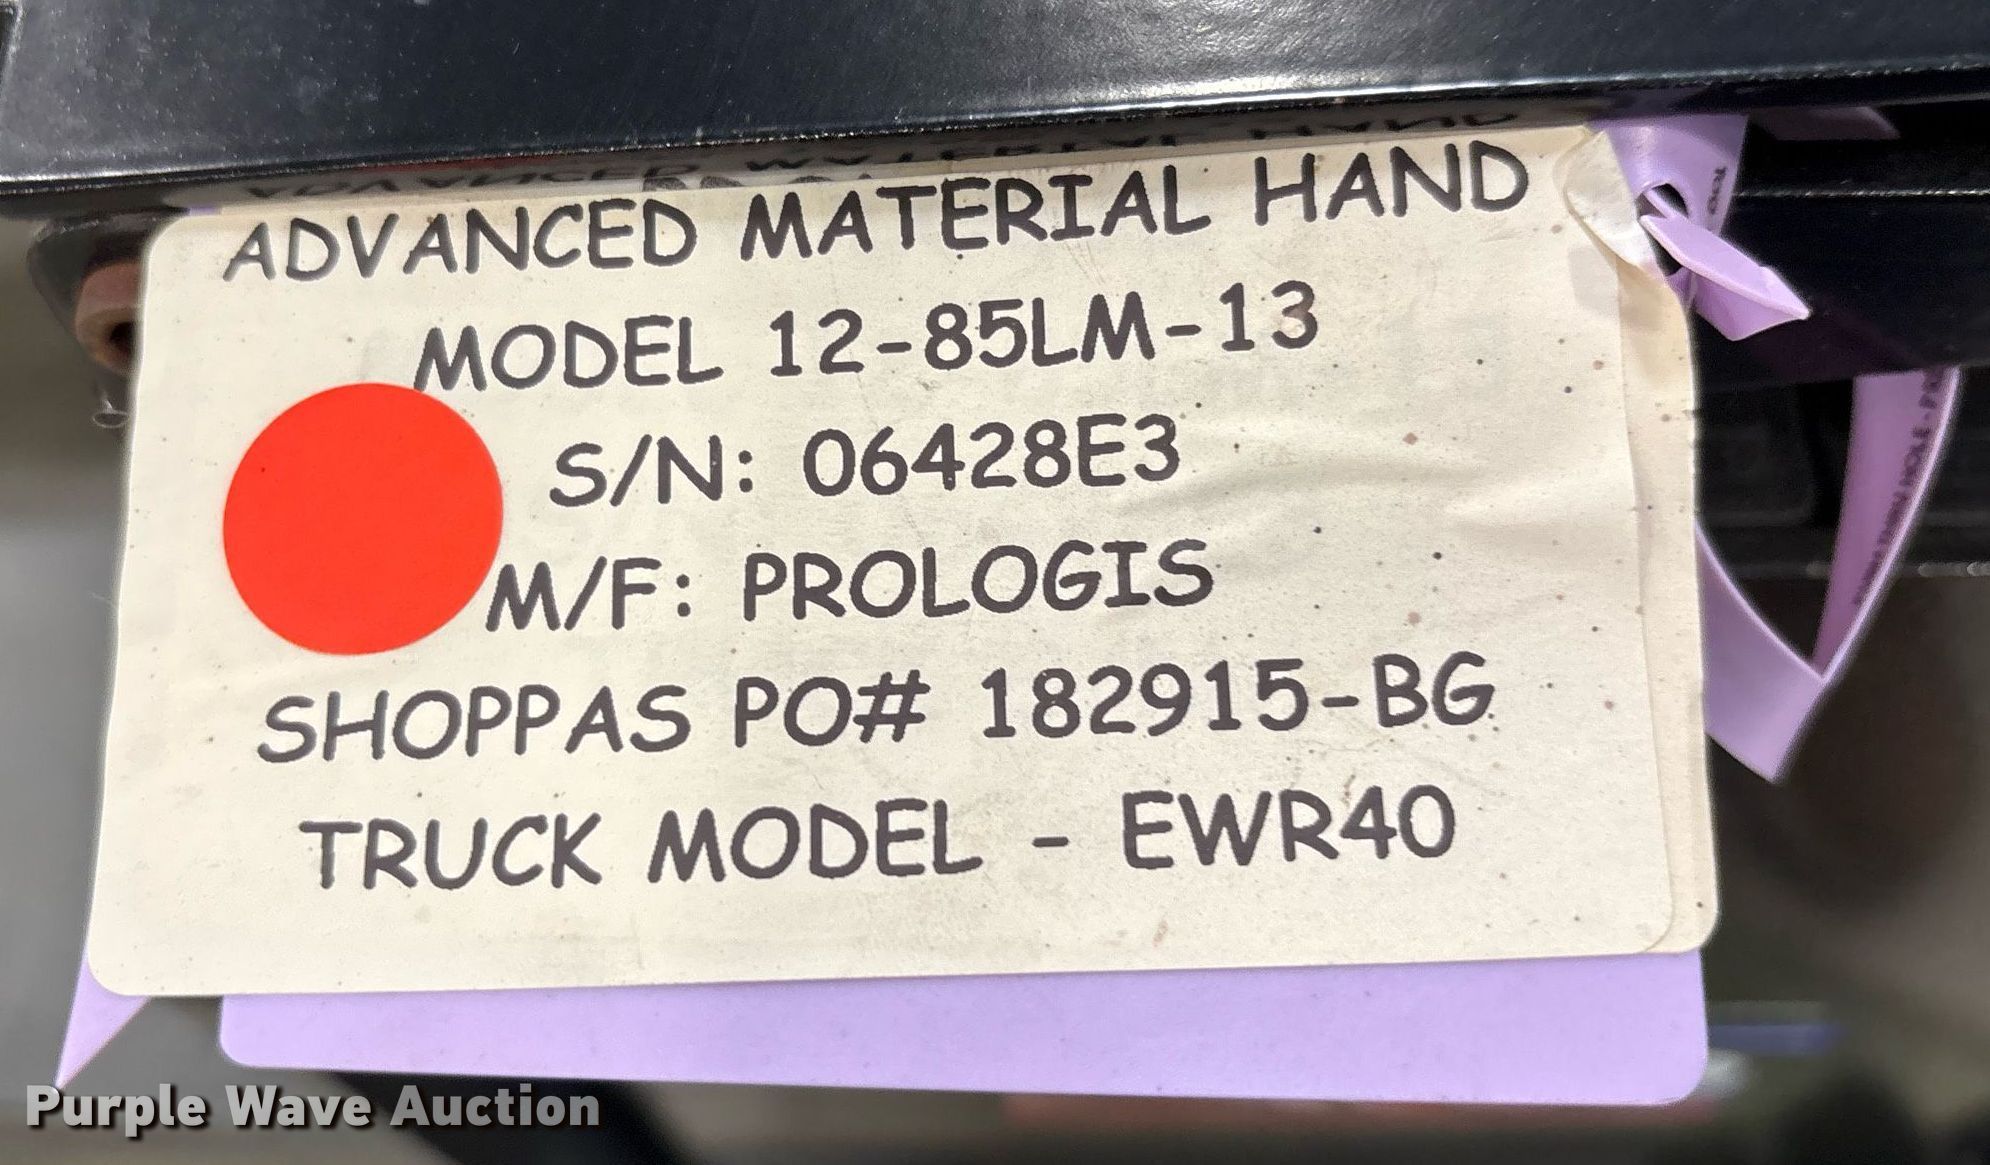 ADVANCED MATERIAL HAND
MODEL 12-85LM-13
S/N: 06428E3
M/F: PROLOGIS
SHOPPAS PO# 182915-BG
TRUCK MODEL - EWR40
Purple Wave Auction